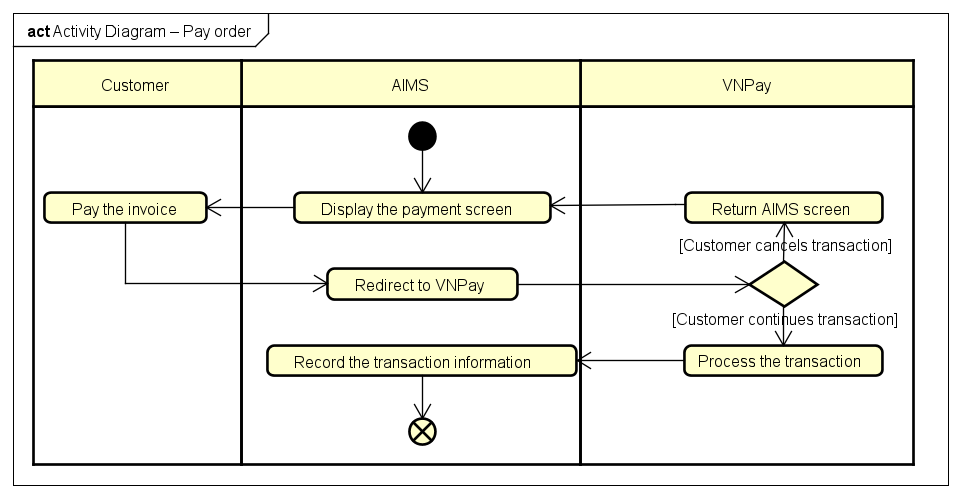 act Activity Diagram – Pay order
Customer
AIMS
VNPay
Pay the invoice
Display the payment screen
Return AIMS screen
[Customer cancels transaction]
Redirect to VNPay
[Customer continues transaction]
Record the transaction information
Process the transaction